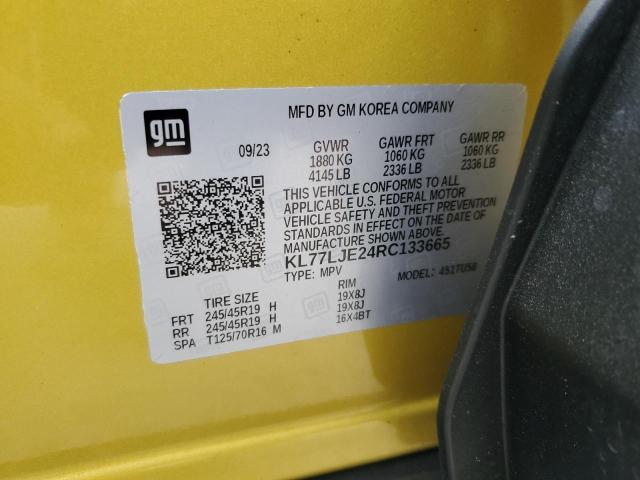 gm
MFD BY GM KOREA COMPANY
09/23 GVWR GAWR FRT GAWR RR
1880 KG 1060 KG 1060 KG
4145 LB 2336 LB 2336 LB
THIS VEHICLE CONFORMS TO ALL
APPLICABLE U.S. FEDERAL MOTOR
VEHICLE SAFETY AND THEFT PREVENTION
STANDARDS IN EFFECT ON THE DATE OF
MANUFACTURE SHOWN ABOVE.
KL77LJE24RC133665
TYPE: MPV MODEL: 451TU58
TIRE SIZE RIM
FRT 245/45R19 H 19X8J
RR 245/45R19 H 19X8J
SPA T125/70R16 M 16X4BT